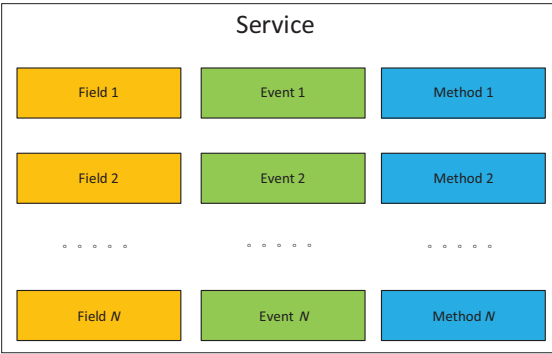 Service
Field 1
Event 1
Method 1
Field 2
Event 2
Method 2
Field N
Event N
Method N